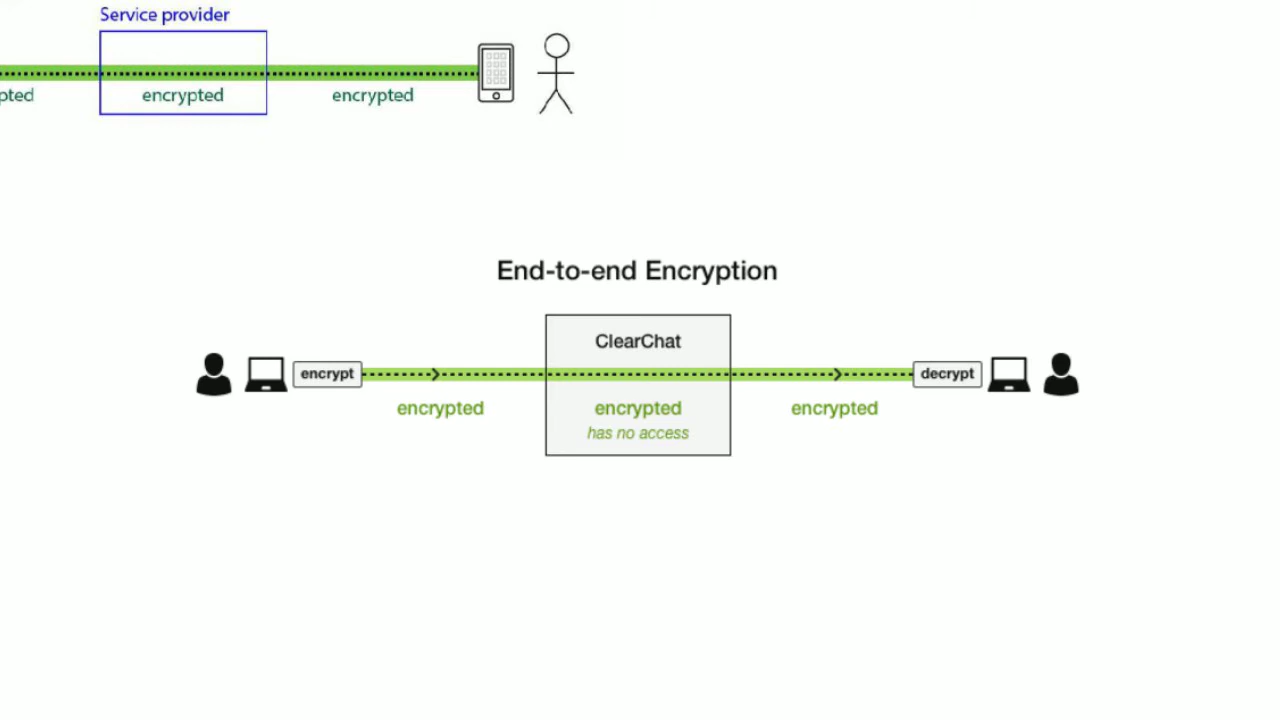 Service provider
pted
encrypted
encrypted
End-to-end Encryption
ClearChat
encrypt
decrypt
encrypted
encrypted
encrypted
has no access